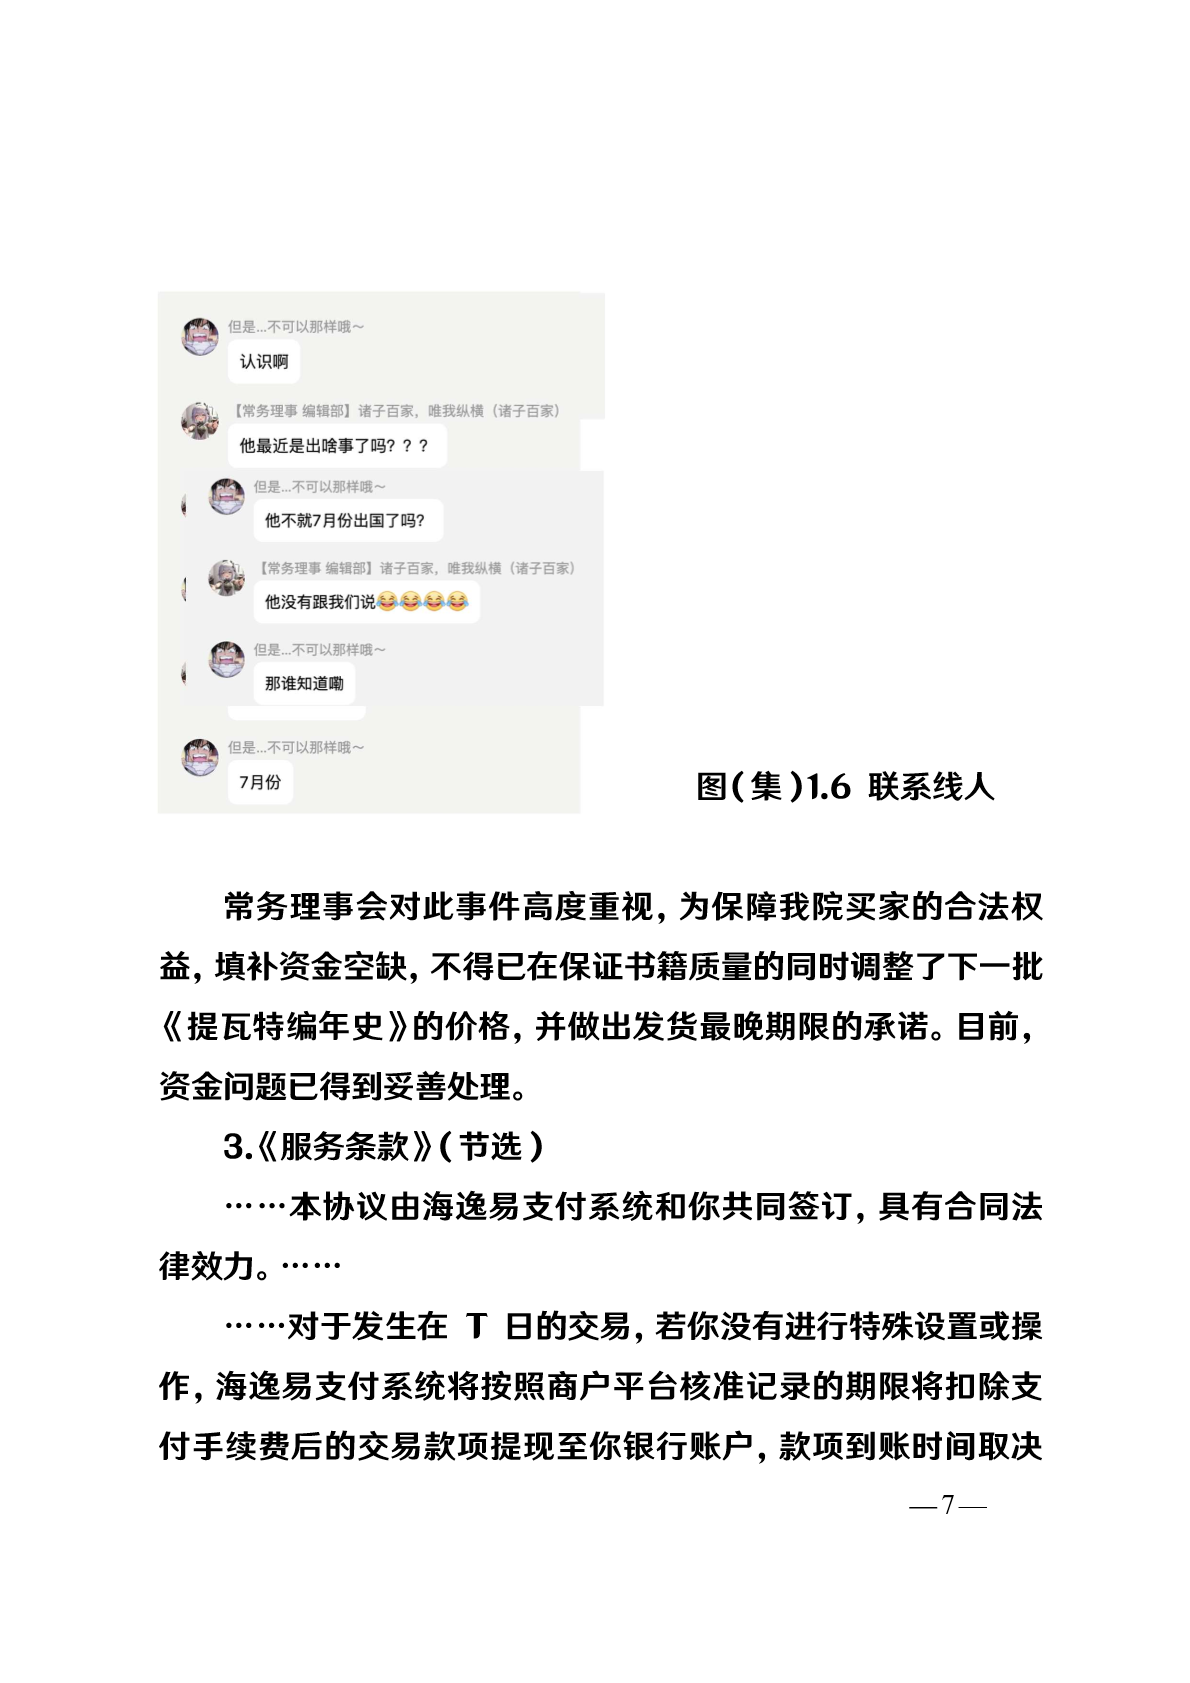 但是...不可以那样哦～
认识啊
【常务理事 编辑部】诸子百家，唯我纵横（诸子百家）
他最近是出啥事了吗？？？
但是...不可以那样哦～
他不就7月份出国了吗?
【常务理事 编辑部】诸子百家，唯我纵横（诸子百家）
他没有跟我们说😂😂😂😂
但是...不可以那样哦～
那谁知道嘞
但是...不可以那样哦～
7月份
图(集)1.6 联系线人
常务理事会对此事件高度重视，为保障我院买家的合法权
益，填补资金空缺，不得已在保证书籍质量的同时调整了下一批
《提瓦特编年史》的价格，并做出发货最晚期限的承诺。目前，
资金问题已得到妥善处理。
3.《服务条款》(节选)
……本协议由海逸易支付系统和你共同签订，具有合同法
律效力。……
……对于发生在 T 日的交易，若你没有进行特殊设置或操
作，海逸易支付系统将按照商户平台核准记录的期限将扣除支
付手续费后的交易款项提现至你银行账户，款项到账时间取决
—7—